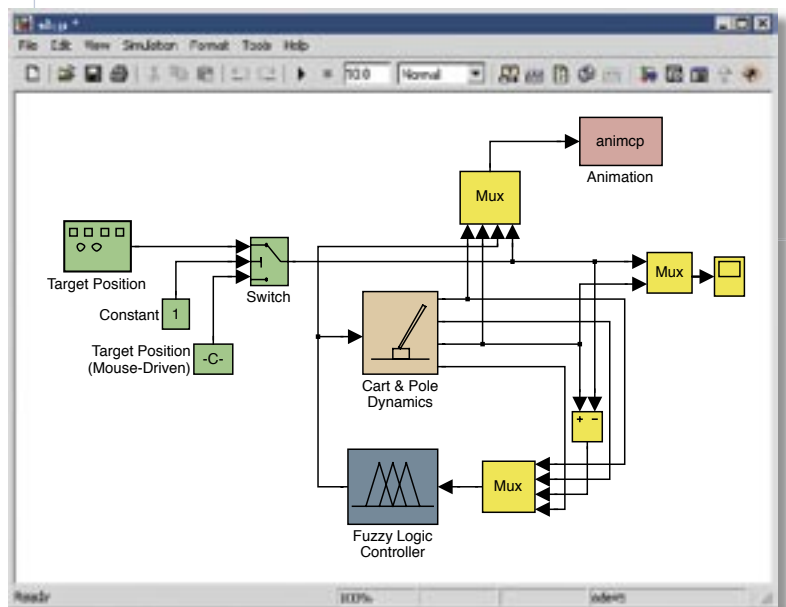 File Edit View Simulation Format Tools Help
10.0 Normal
animcp
Animation
Mux
Target Position
Switch
Mux
Constant 1
Target Position
(Mouse-Driven) -C-
Cart & Pole
Dynamics
+ −
Mux
Fuzzy Logic
Controller
Ready 100% ode45